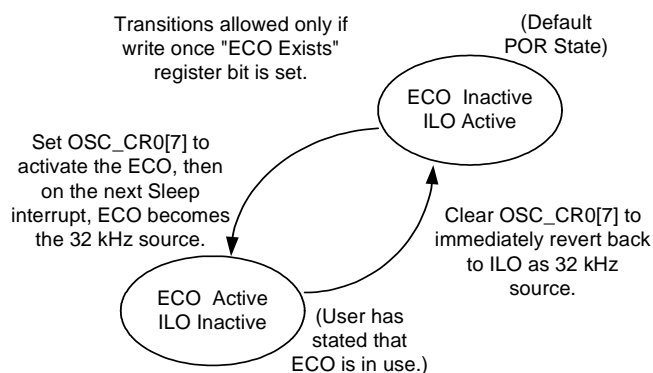 Transitions allowed only if
write once "ECO Exists"
register bit is set.
(Default
POR State)
ECO Inactive
ILO Active
Set OSC_CR0[7] to
activate the ECO, then
on the next Sleep
interrupt, ECO becomes
the 32 kHz source.
Clear OSC_CR0[7] to
immediately revert back
to ILO as 32 kHz
source.
ECO Active
ILO Inactive
(User has
stated that
ECO is in use.)